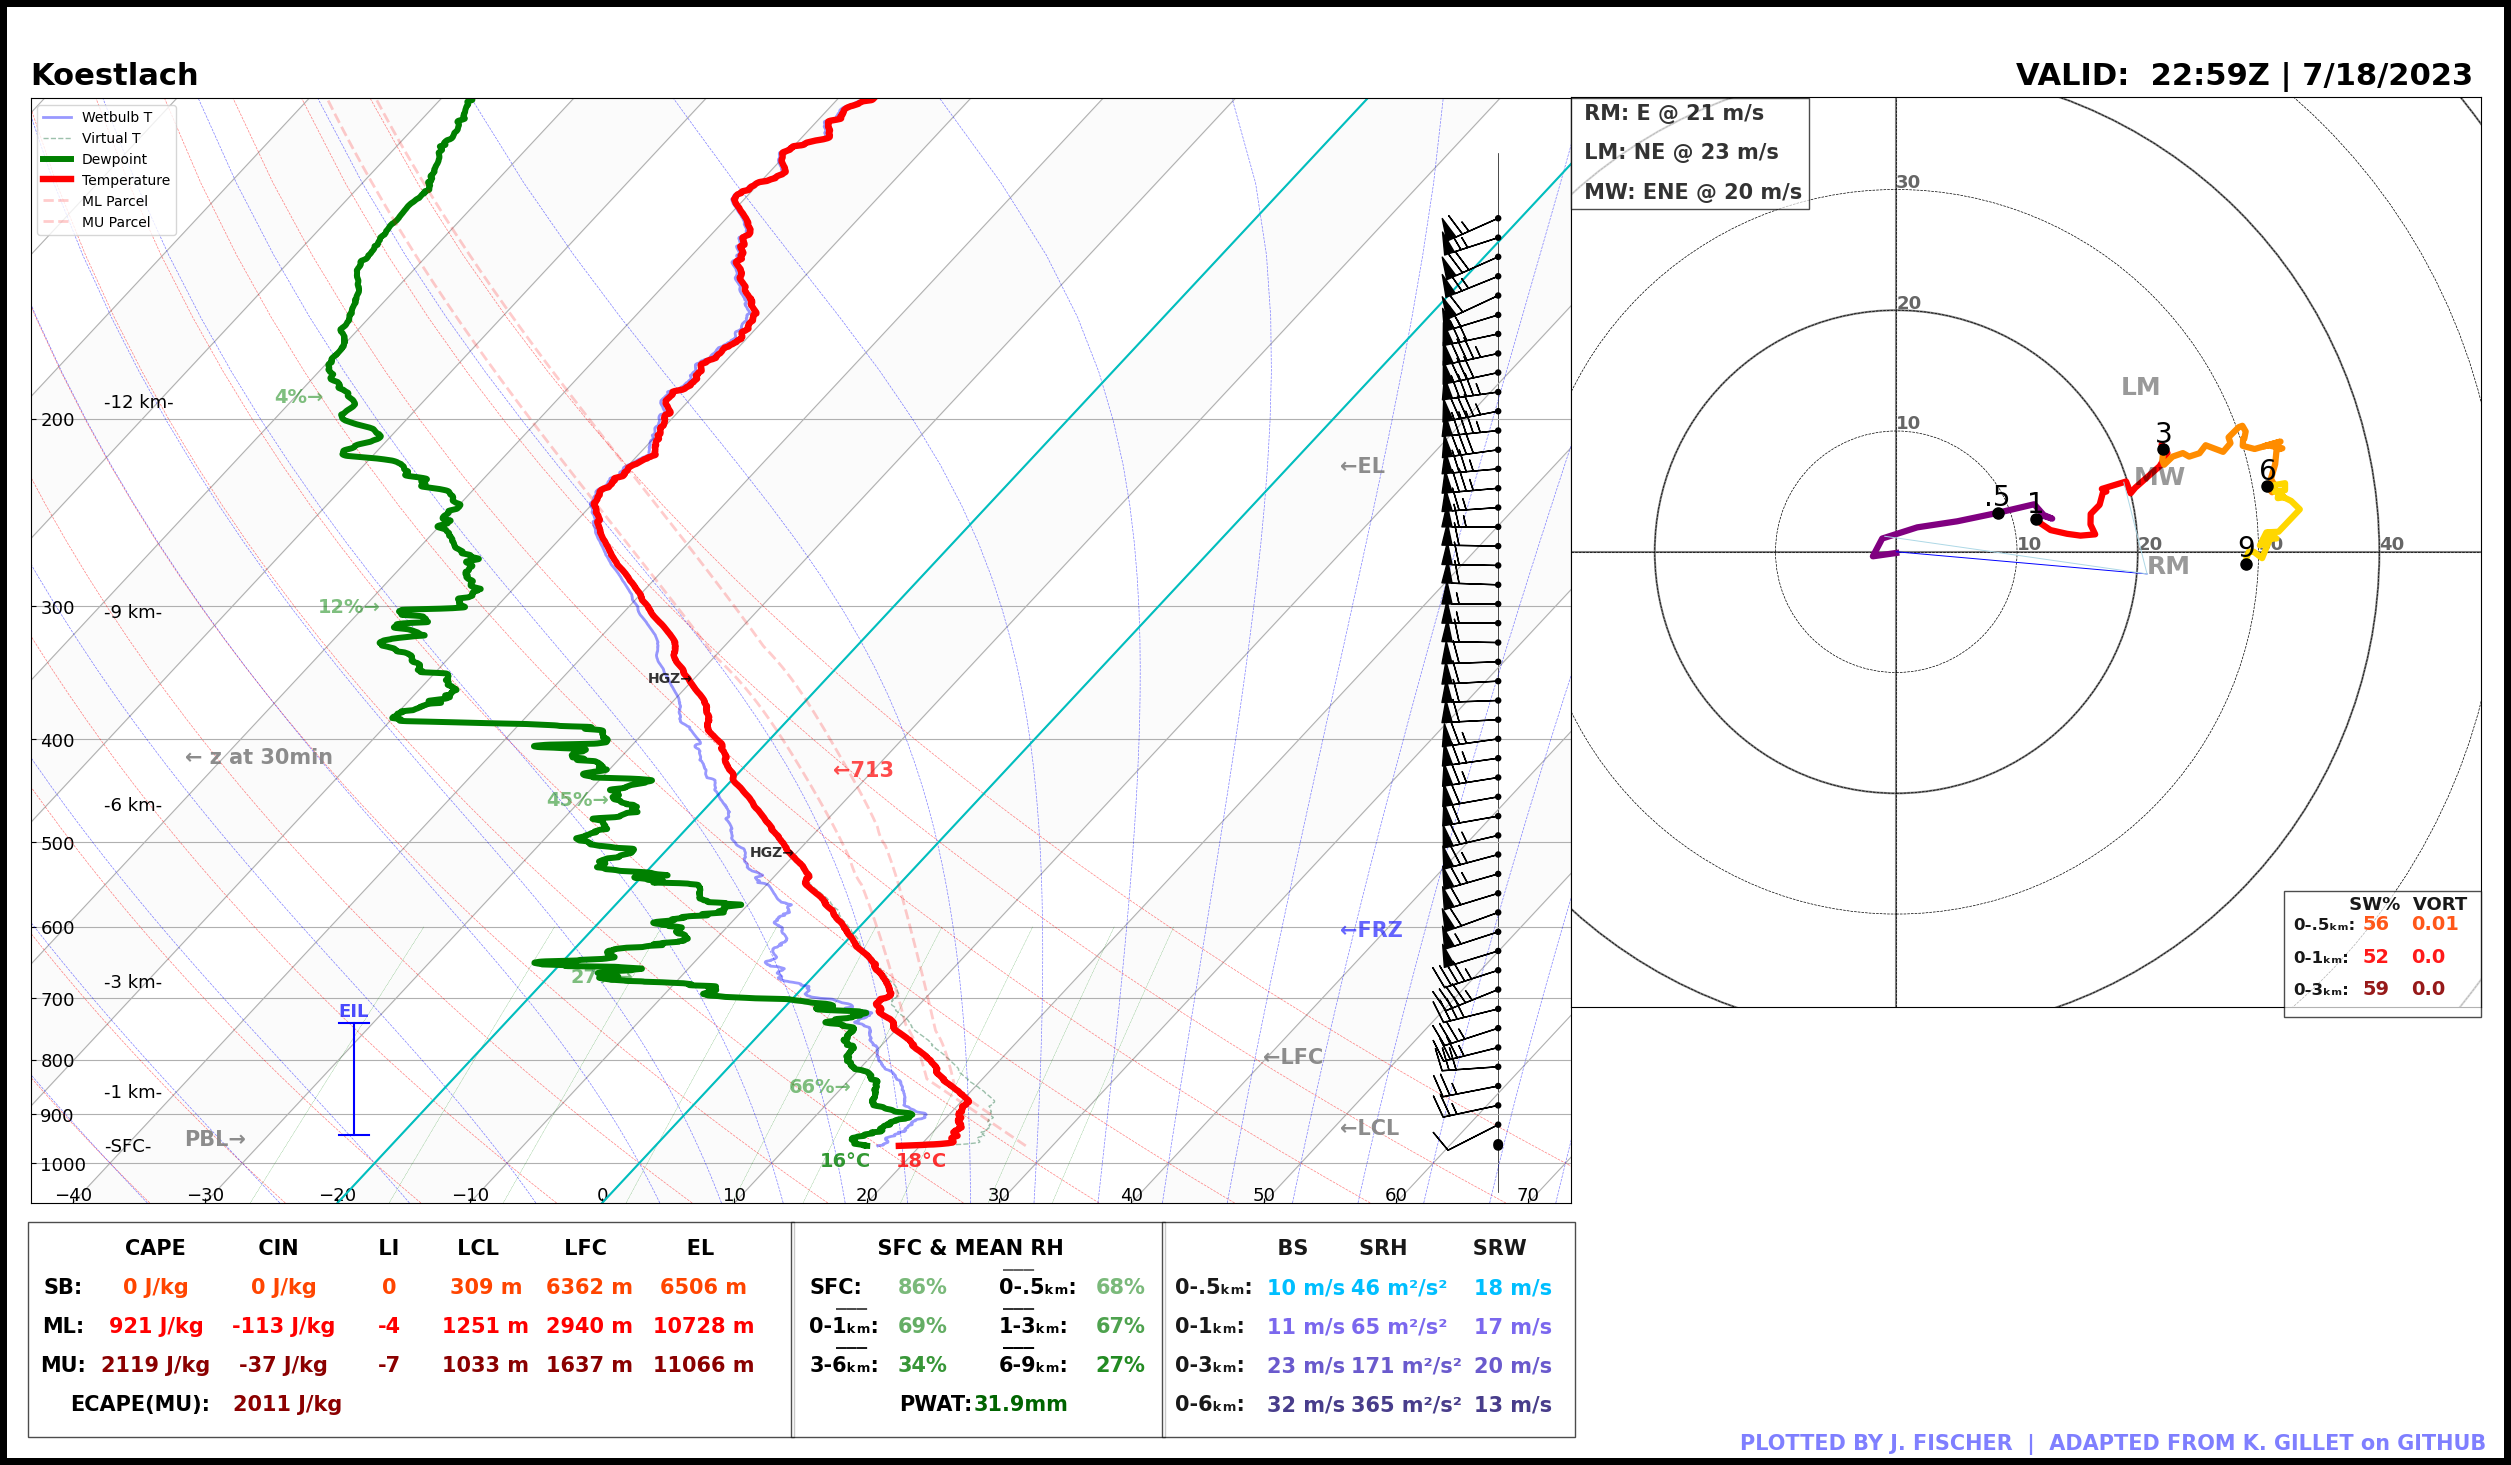 Koestlach
VALID:  22:59Z | 7/18/2023
Wetbulb T
Virtual T
Dewpoint
Temperature
ML Parcel
MU Parcel
4%→
-12 km-
200
←EL
12%→
-9 km-
300
HGZ→
400
← z at 30min
←713
45%→
-6 km-
500
HGZ→
600
←FRZ
-3 km-
700
EIL
800
←LFC
66%→
-1 km-
900
PBL→
←LCL
-SFC-
1000
16°C 18°C
−40 −30 −20 −10 0 10 20 30 40 50 60 70
RM: E @ 21 m/s
LM: NE @ 23 m/s
MW: ENE @ 20 m/s
30
20
LM
10
3
MW
6
.5 1
9
10 20 40
RM
SW% VORT
0-.5ₖₘ: 56 0.01
0-1ₖₘ: 52 0.0
0-3ₖₘ: 59 0.0
CAPE CIN LI LCL LFC EL
SB: 0 J/kg 0 J/kg 0 309 m 6362 m 6506 m
ML: 921 J/kg -113 J/kg -4 1251 m 2940 m 10728 m
MU: 2119 J/kg -37 J/kg -7 1033 m 1637 m 11066 m
ECAPE(MU): 2011 J/kg
SFC & MEAN RH
SFC: 86% 0-.5ₖₘ: 68%
0-1ₖₘ: 69% 1-3ₖₘ: 67%
3-6ₖₘ: 34% 6-9ₖₘ: 27%
PWAT: 31.9mm
BS SRH SRW
0-.5ₖₘ: 10 m/s 46 m²/s² 18 m/s
0-1ₖₘ: 11 m/s 65 m²/s² 17 m/s
0-3ₖₘ: 23 m/s 171 m²/s² 20 m/s
0-6ₖₘ: 32 m/s 365 m²/s² 13 m/s
PLOTTED BY J. FISCHER | ADAPTED FROM K. GILLET on GITHUB